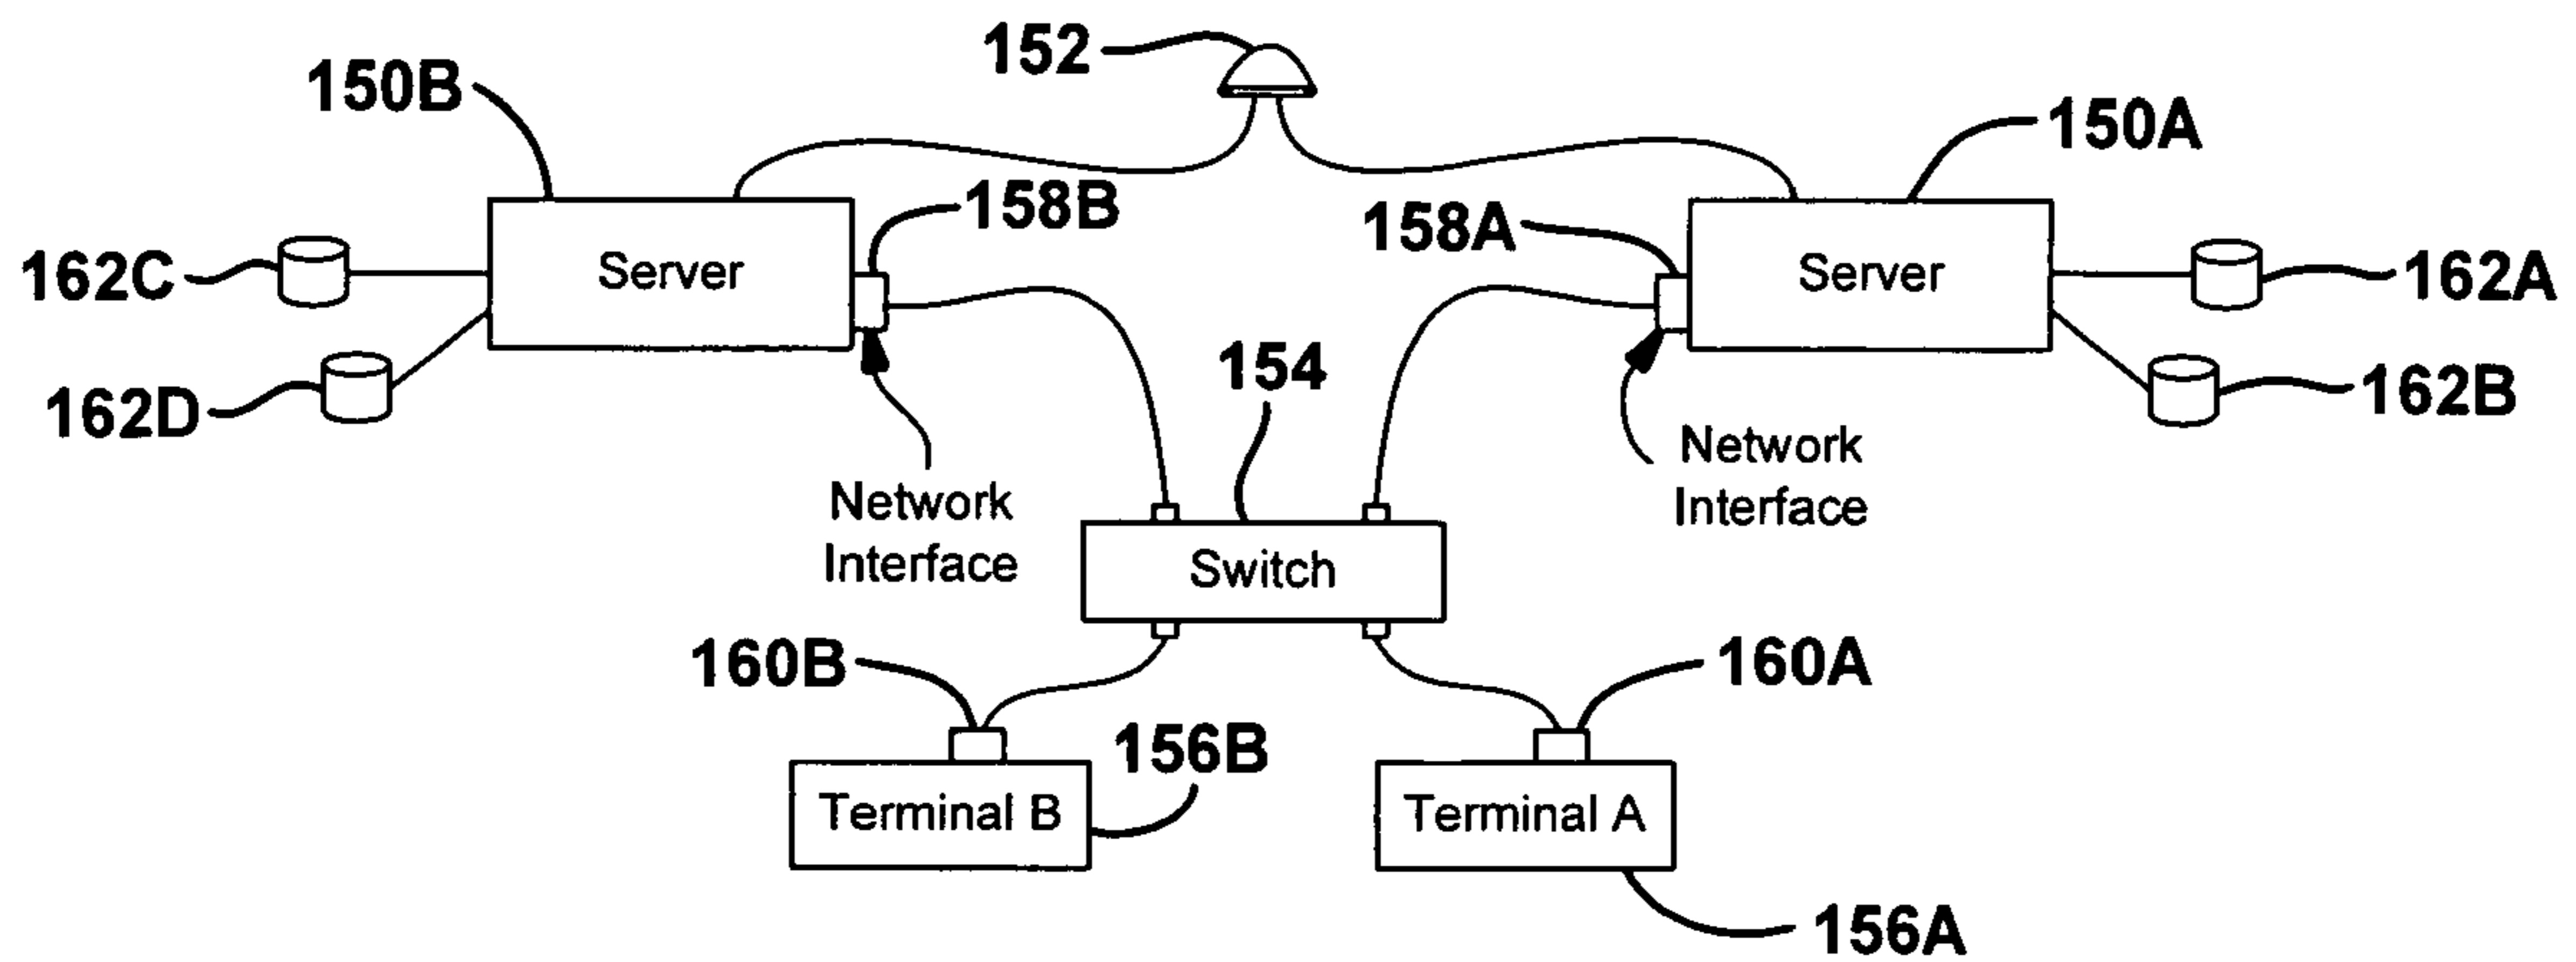 152
150B
150A
158B
158A
162C
Server
Server
162A
154
162D
162B
Network
Interface
Network
Interface
Switch
160B
160A
156B
Terminal B
Terminal A
156A